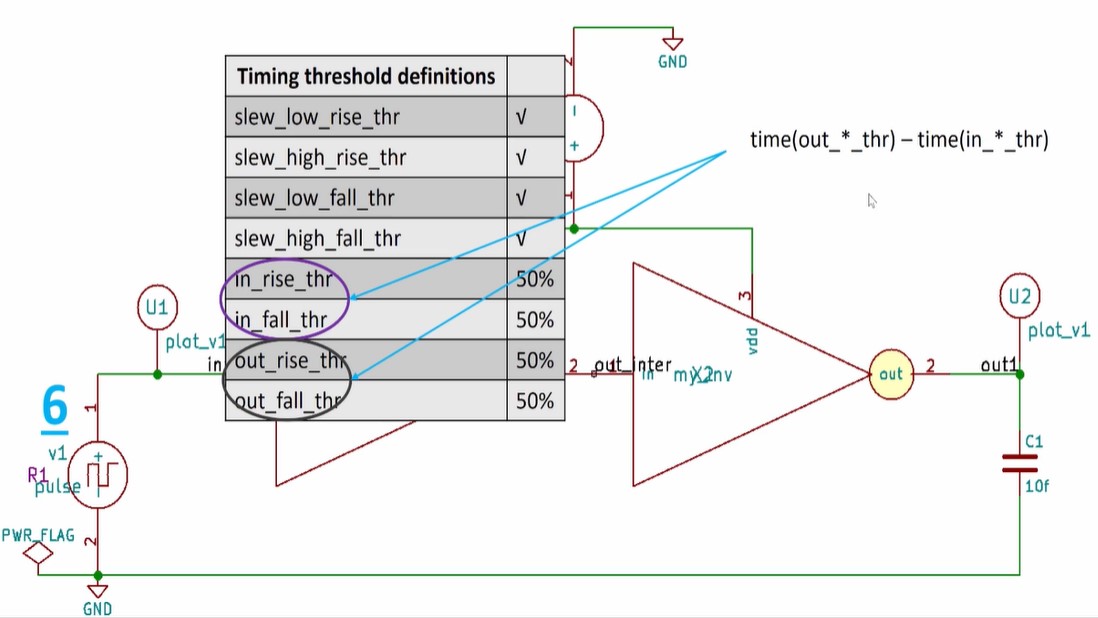 GND
Timing threshold definitions
slew_low_rise_thr √
slew_high_rise_thr √
slew_low_fall_thr √
slew_high_fall_thr √
in_rise_thr 50%
in_fall_thr 50%
out_rise_thr 50%
out_fall_thr 50%
time(out_*_thr) – time(in_*_thr)
- +
1
3
vdd
U1
plot_v1
in
U2
plot_v1
2
out_inter
in
out
2
out1
6
1
v1
R1
pulse
+
C1
10f
PWR_FLAG
2
GND